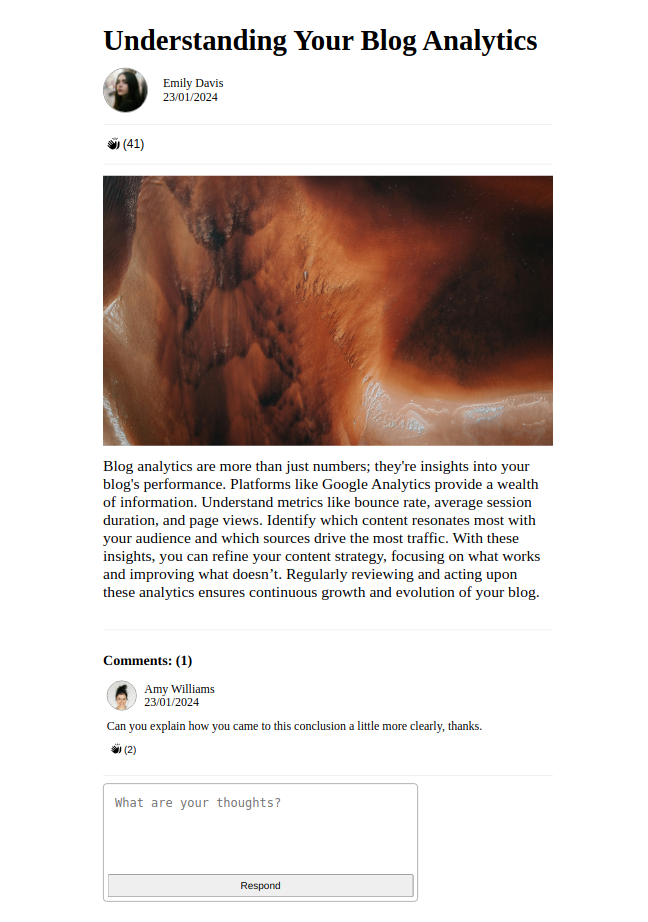 Understanding Your Blog Analytics
Emily Davis
23/01/2024
(41)
Blog analytics are more than just numbers; they're insights into your
blog's performance. Platforms like Google Analytics provide a wealth
of information. Understand metrics like bounce rate, average session
duration, and page views. Identify which content resonates most with
your audience and which sources drive the most traffic. With these
insights, you can refine your content strategy, focusing on what works
and improving what doesn’t. Regularly reviewing and acting upon
these analytics ensures continuous growth and evolution of your blog.
Comments: (1)
Amy Williams
23/01/2024
Can you explain how you came to this conclusion a little more clearly, thanks.
(2)
What are your thoughts?
Respond